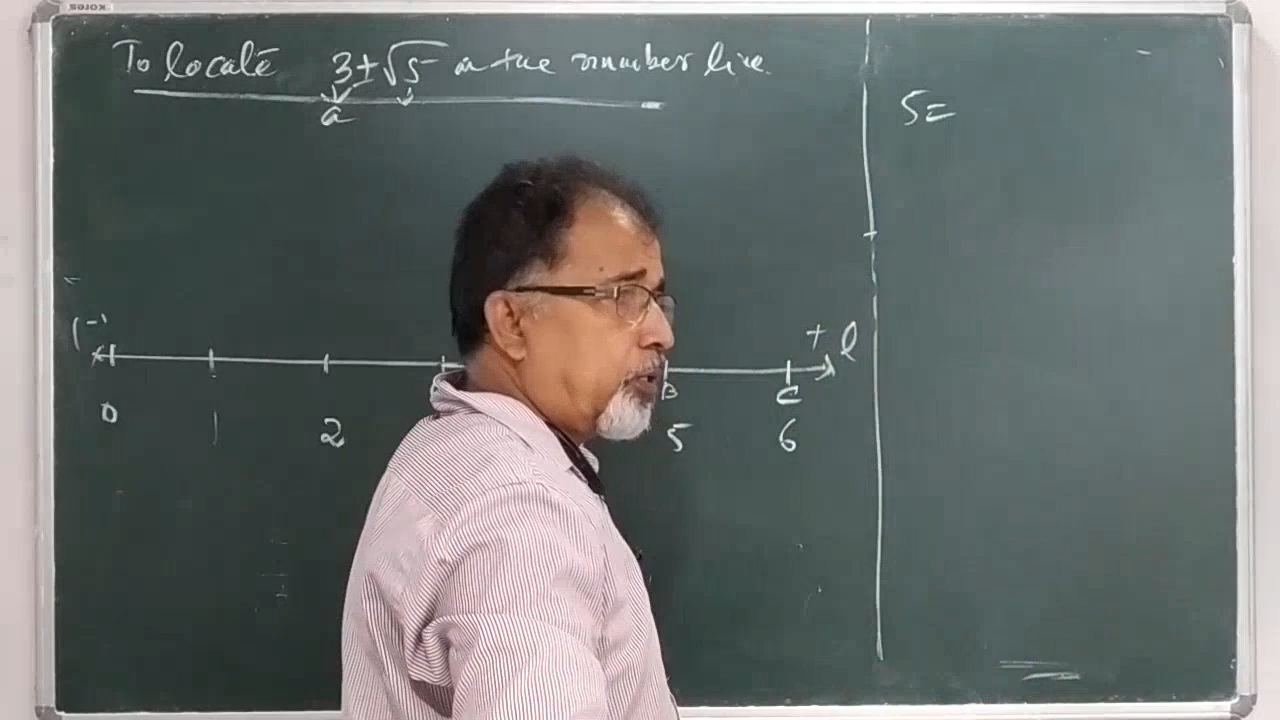 To locate 3±√5 on the number line.
a
5=
(-)
+ l
B C
0 1 2 5 6